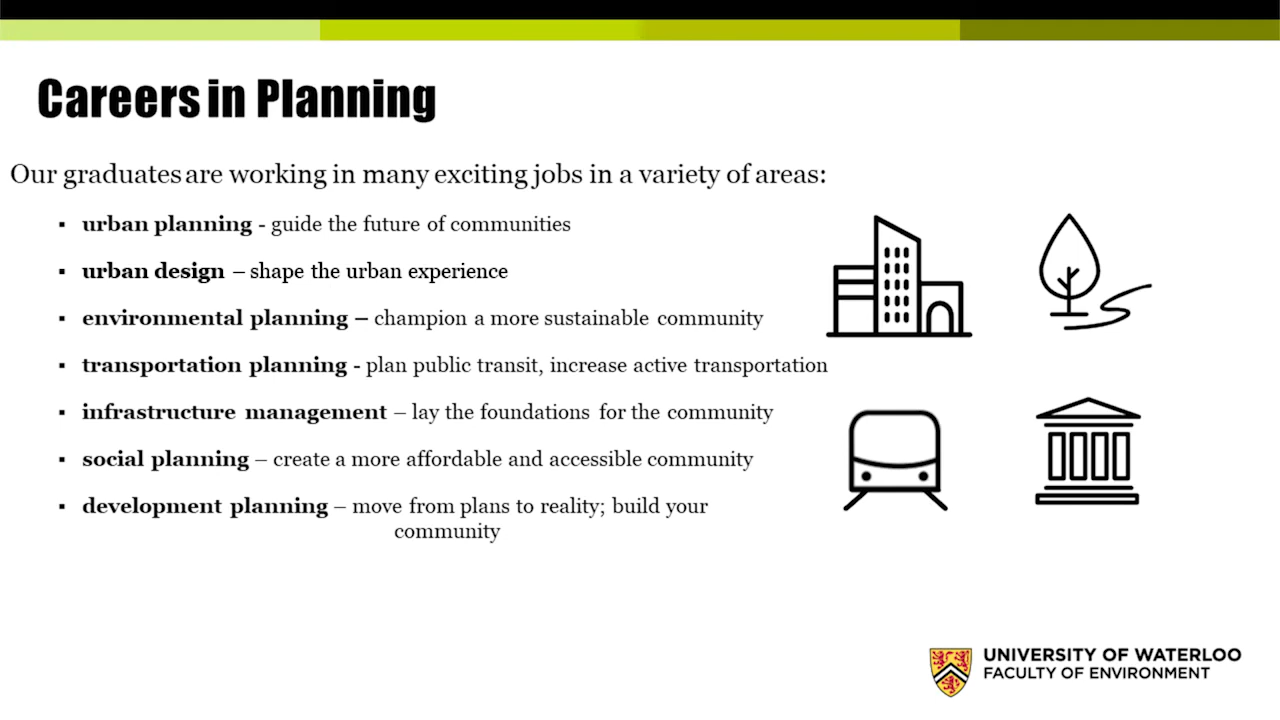 Careers in Planning
Our graduates are working in many exciting jobs in a variety of areas:
▪ urban planning - guide the future of communities
▪ urban design – shape the urban experience
▪ environmental planning – champion a more sustainable community
▪ transportation planning - plan public transit, increase active transportation
▪ infrastructure management – lay the foundations for the community
▪ social planning – create a more affordable and accessible community
▪ development planning – move from plans to reality; build your
community
UNIVERSITY OF WATERLOO
FACULTY OF ENVIRONMENT